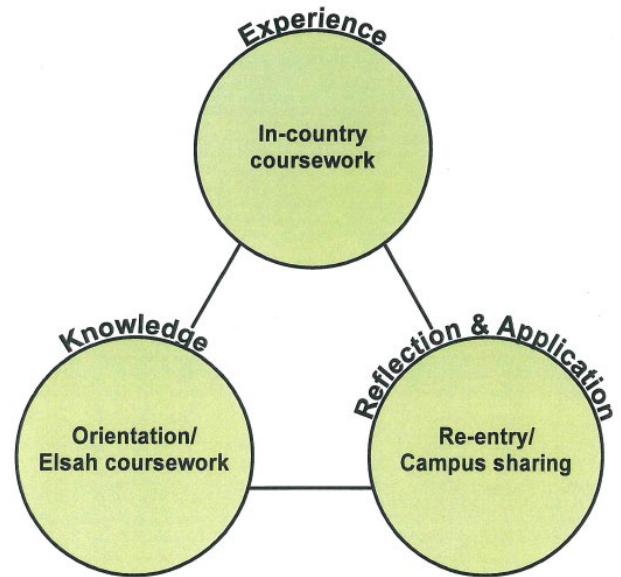 Experience
In-country
coursework
Knowledge
Orientation/
Elsah coursework
Reflection & Application
Re-entry/
Campus sharing